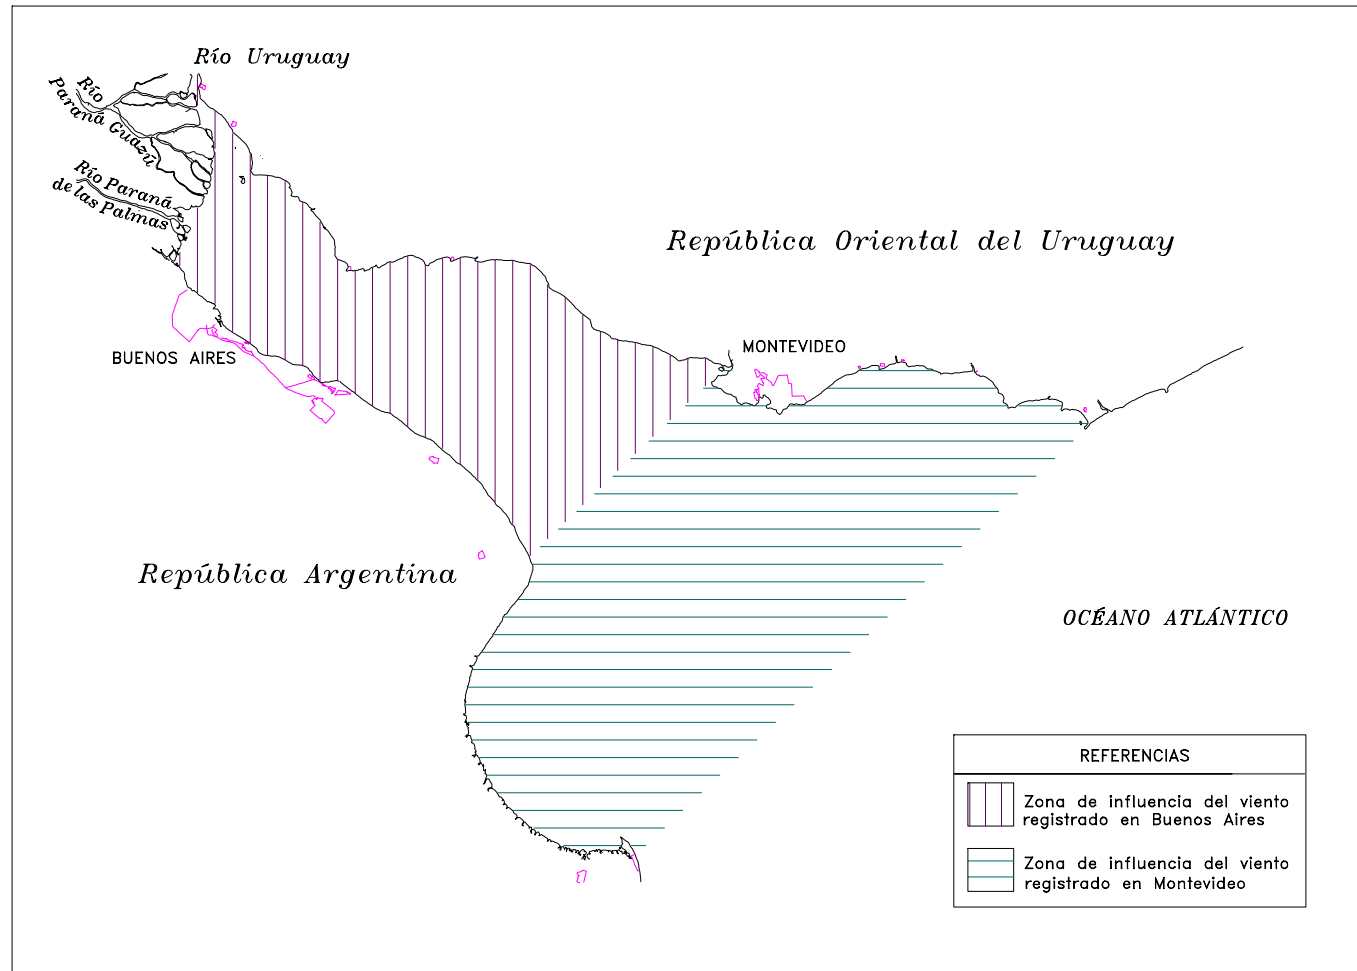 Río Uruguay
Río
Paraná Guazú
Río Paraná
de las Palmas
República Oriental del Uruguay
BUENOS AIRES
MONTEVIDEO
República Argentina
OCÉANO ATLÁNTICO
REFERENCIAS
Zona de influencia del viento
registrado en Buenos Aires
Zona de influencia del viento
registrado en Montevideo